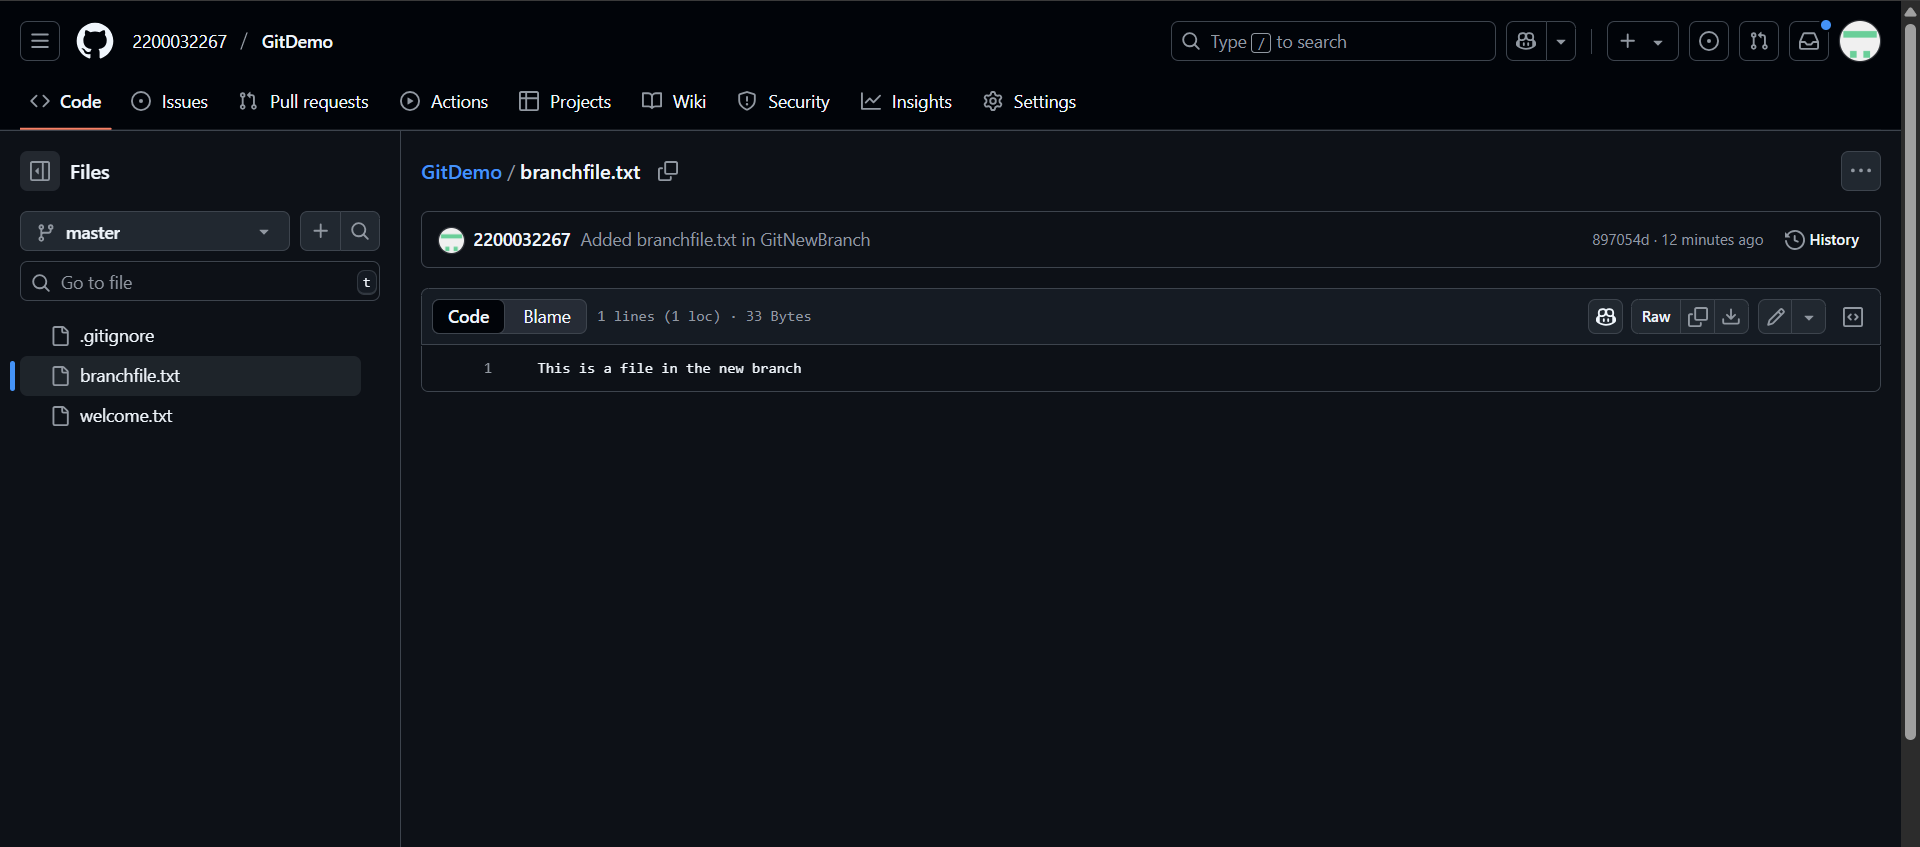 2200032267 / GitDemo
Type / to search
Code Issues Pull requests Actions Projects Wiki Security Insights Settings
Files
master
Go to file t
.gitignore
branchfile.txt
welcome.txt
GitDemo / branchfile.txt
2200032267 Added branchfile.txt in GitNewBranch 897054d · 12 minutes ago History
Code Blame 1 lines (1 loc) · 33 Bytes Raw
1 This is a file in the new branch